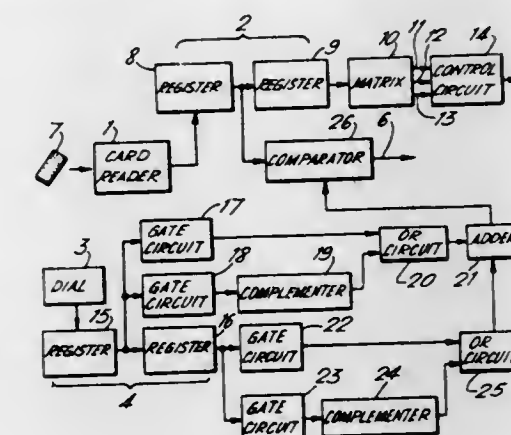 2
8
9
10
11
12
14
REGISTER
REGISTER
MATRIX
CONTROL
CIRCUIT
13
7
1
26
6
CARD
READER
COMPARATOR
17
GATE
CIRCUIT
3
18
19
OR
CIRCUIT
ADDER
DIAL
GATE
CIRCUIT
COMPLEMENTER
20
21
15
16
22
REGISTER
REGISTER
GATE
CIRCUIT
OR
CIRCUIT
4
23
24
25
GATE
CIRCUIT
COMPLEMENTER